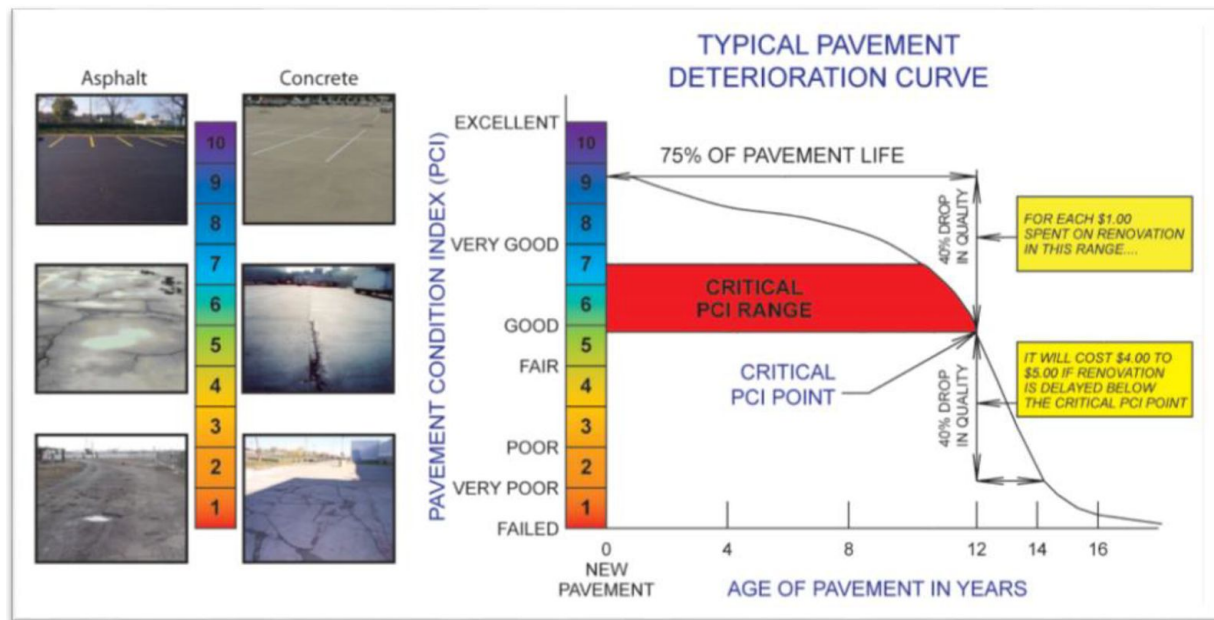 TYPICAL PAVEMENT
DETERIORATION CURVE
Asphalt
Concrete
10
9
8
7
6
5
4
3
2
1
PAVEMENT CONDITION INDEX (PCI)
EXCELLENT
VERY GOOD
GOOD
FAIR
POOR
VERY POOR
FAILED
10
9
8
7
6
5
4
3
2
1
75% OF PAVEMENT LIFE
40% DROP
IN QUALITY
FOR EACH $1.00
SPENT ON RENOVATION
IN THIS RANGE....
CRITICAL
PCI RANGE
CRITICAL
PCI POINT
40% DROP
IN QUALITY
IT WILL COST $4.00 TO
$5.00 IF RENOVATION
IS DELAYED BELOW
THE CRITICAL PCI POINT
0
4
8
12
14
16
NEW
PAVEMENT
AGE OF PAVEMENT IN YEARS